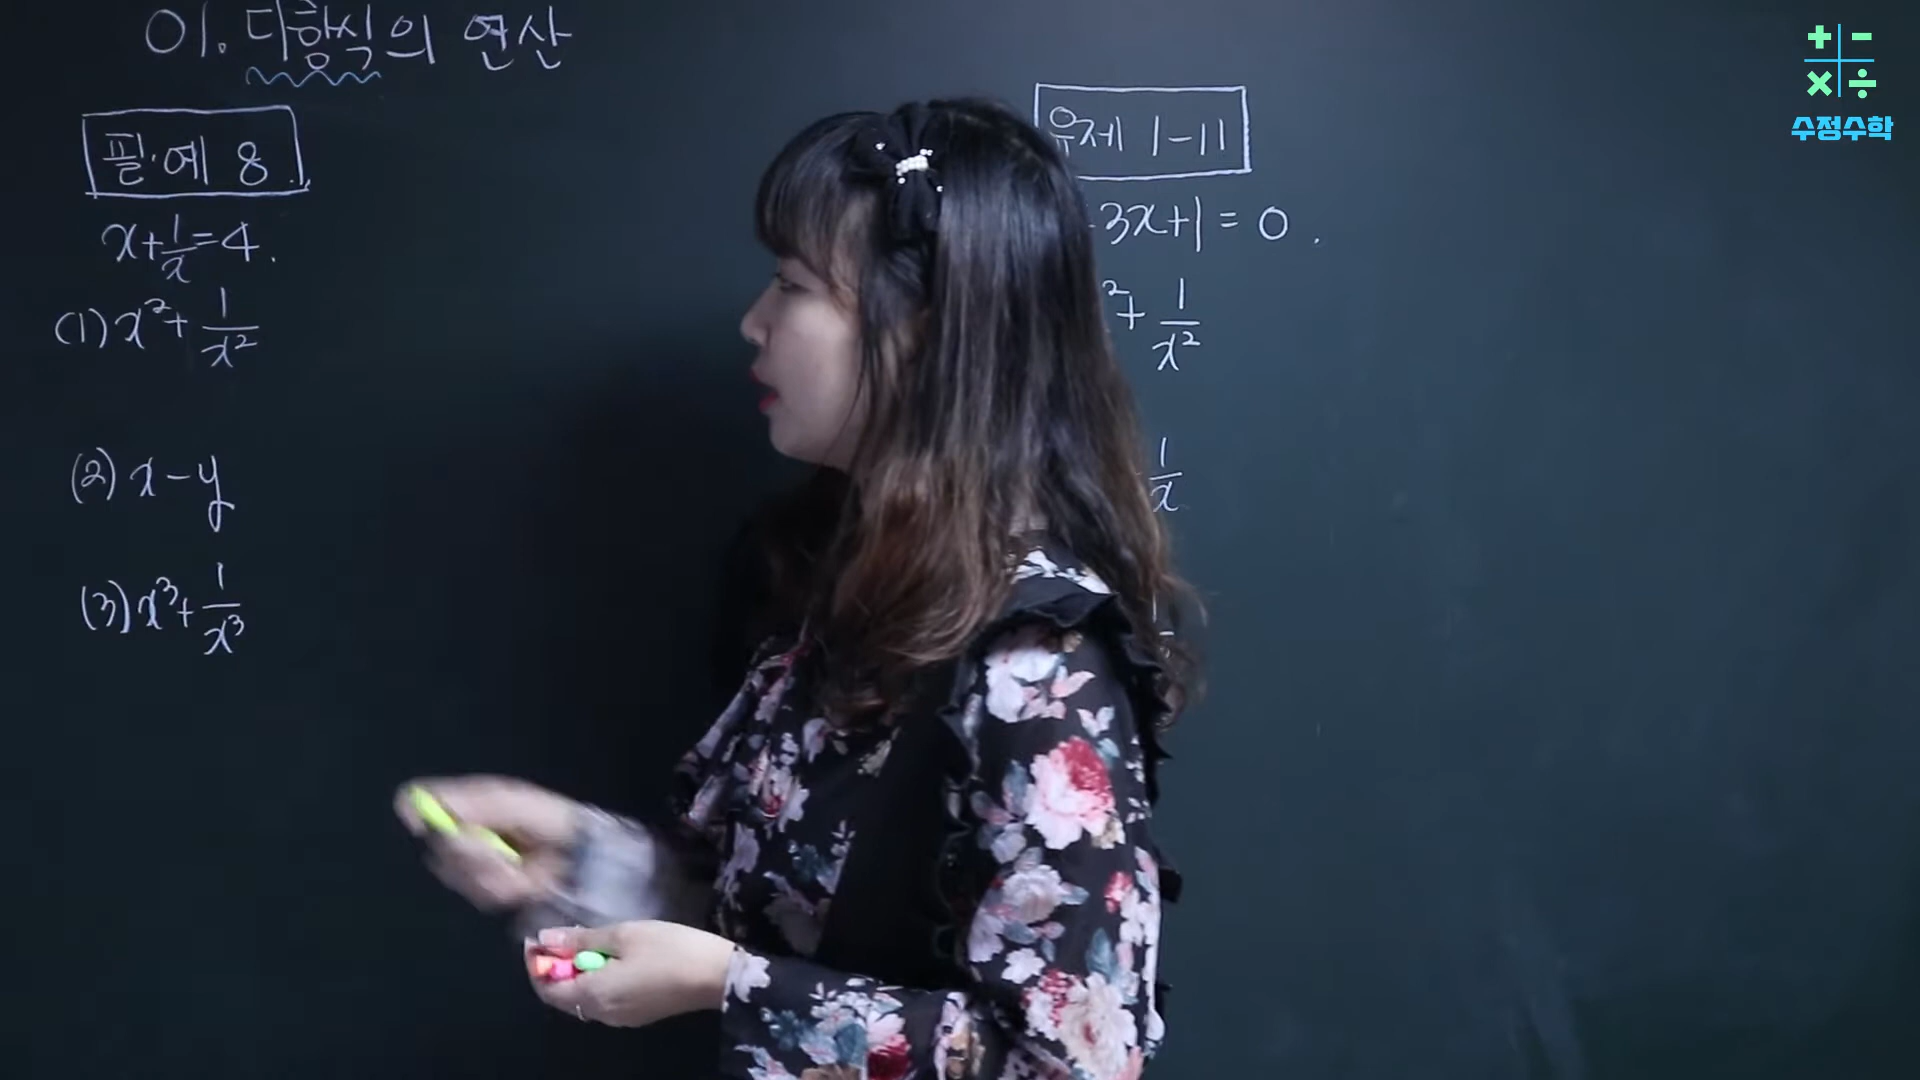 01. 다항식의 연산
필.예 8.
x+1/x=4.
(1) x²+1/x²
(2) x-y
(3) x³+1/x³
유제 1-11
3x+1=0.
²+1/x²
1/x
수정수학